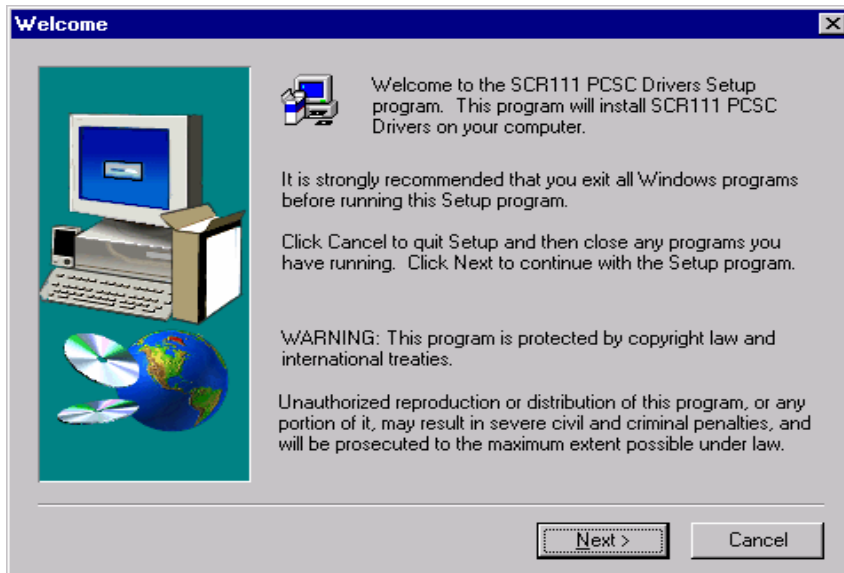 Welcome
Welcome to the SCR111 PCSC Drivers Setup
program. This program will install SCR111 PCSC
Drivers on your computer.
It is strongly recommended that you exit all Windows programs
before running this Setup program.
Click Cancel to quit Setup and then close any programs you
have running. Click Next to continue with the Setup program.
WARNING: This program is protected by copyright law and
international treaties.
Unauthorized reproduction or distribution of this program, or any
portion of it, may result in severe civil and criminal penalties, and
will be prosecuted to the maximum extent possible under law.
Next >
Cancel